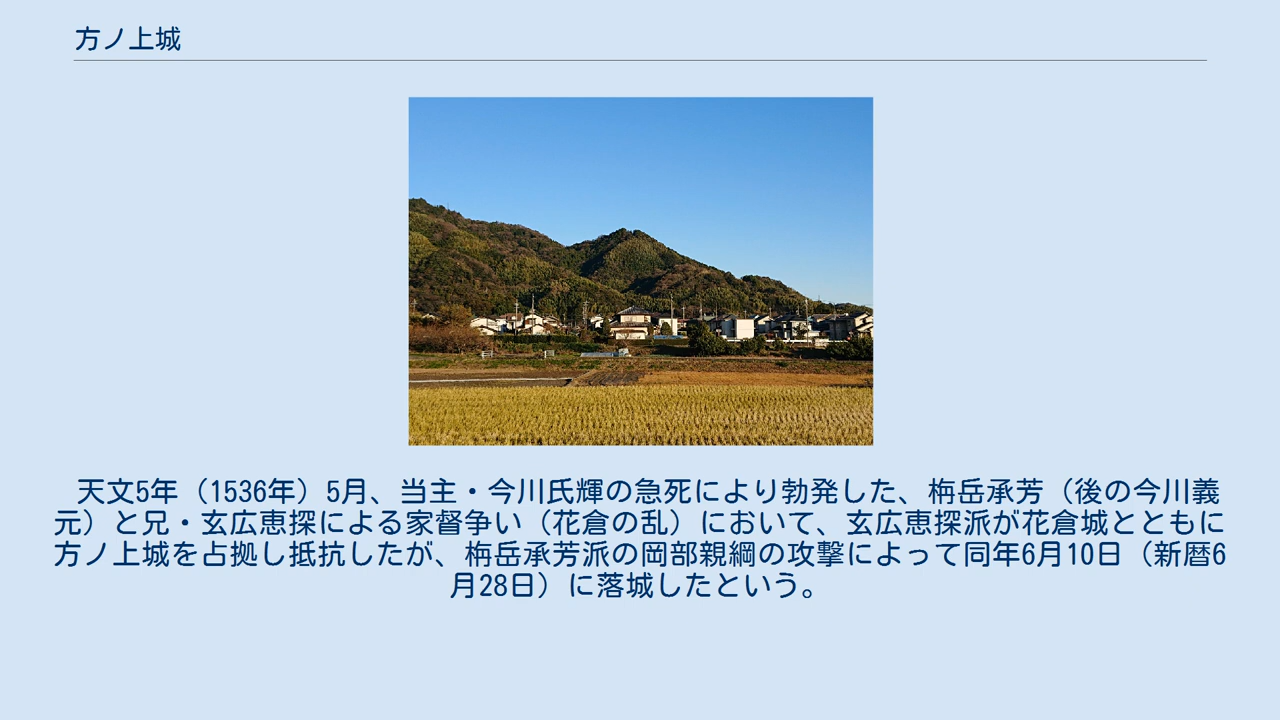 方ノ上城
天文5年（1536年）5月、当主・今川氏輝の急死により勃発した、栴岳承芳（後の今川義
元）と兄・玄広恵探による家督争い（花倉の乱）において、玄広恵探派が花倉城とともに
方ノ上城を占拠し抵抗したが、栴岳承芳派の岡部親綱の攻撃によって同年6月10日（新暦6
月28日）に落城したという。